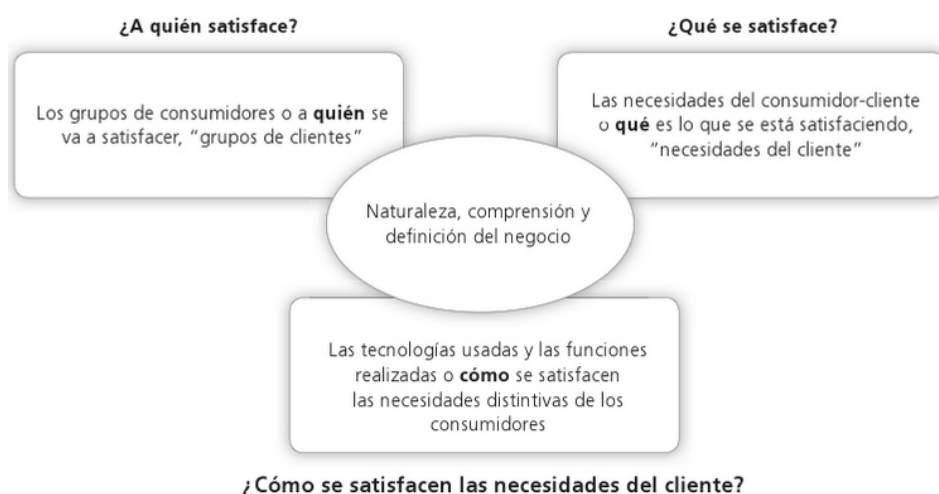 ¿A quién satisface?
Los grupos de consumidores o a quién se
va a satisfacer, “grupos de clientes”
¿Qué se satisface?
Las necesidades del consumidor-cliente
o qué es lo que se está satisfaciendo,
“necesidades del cliente”
Naturaleza, comprensión y
definición del negocio
Las tecnologías usadas y las funciones
realizadas o cómo se satisfacen
las necesidades distintivas de los
consumidores
¿Cómo se satisfacen las necesidades del cliente?